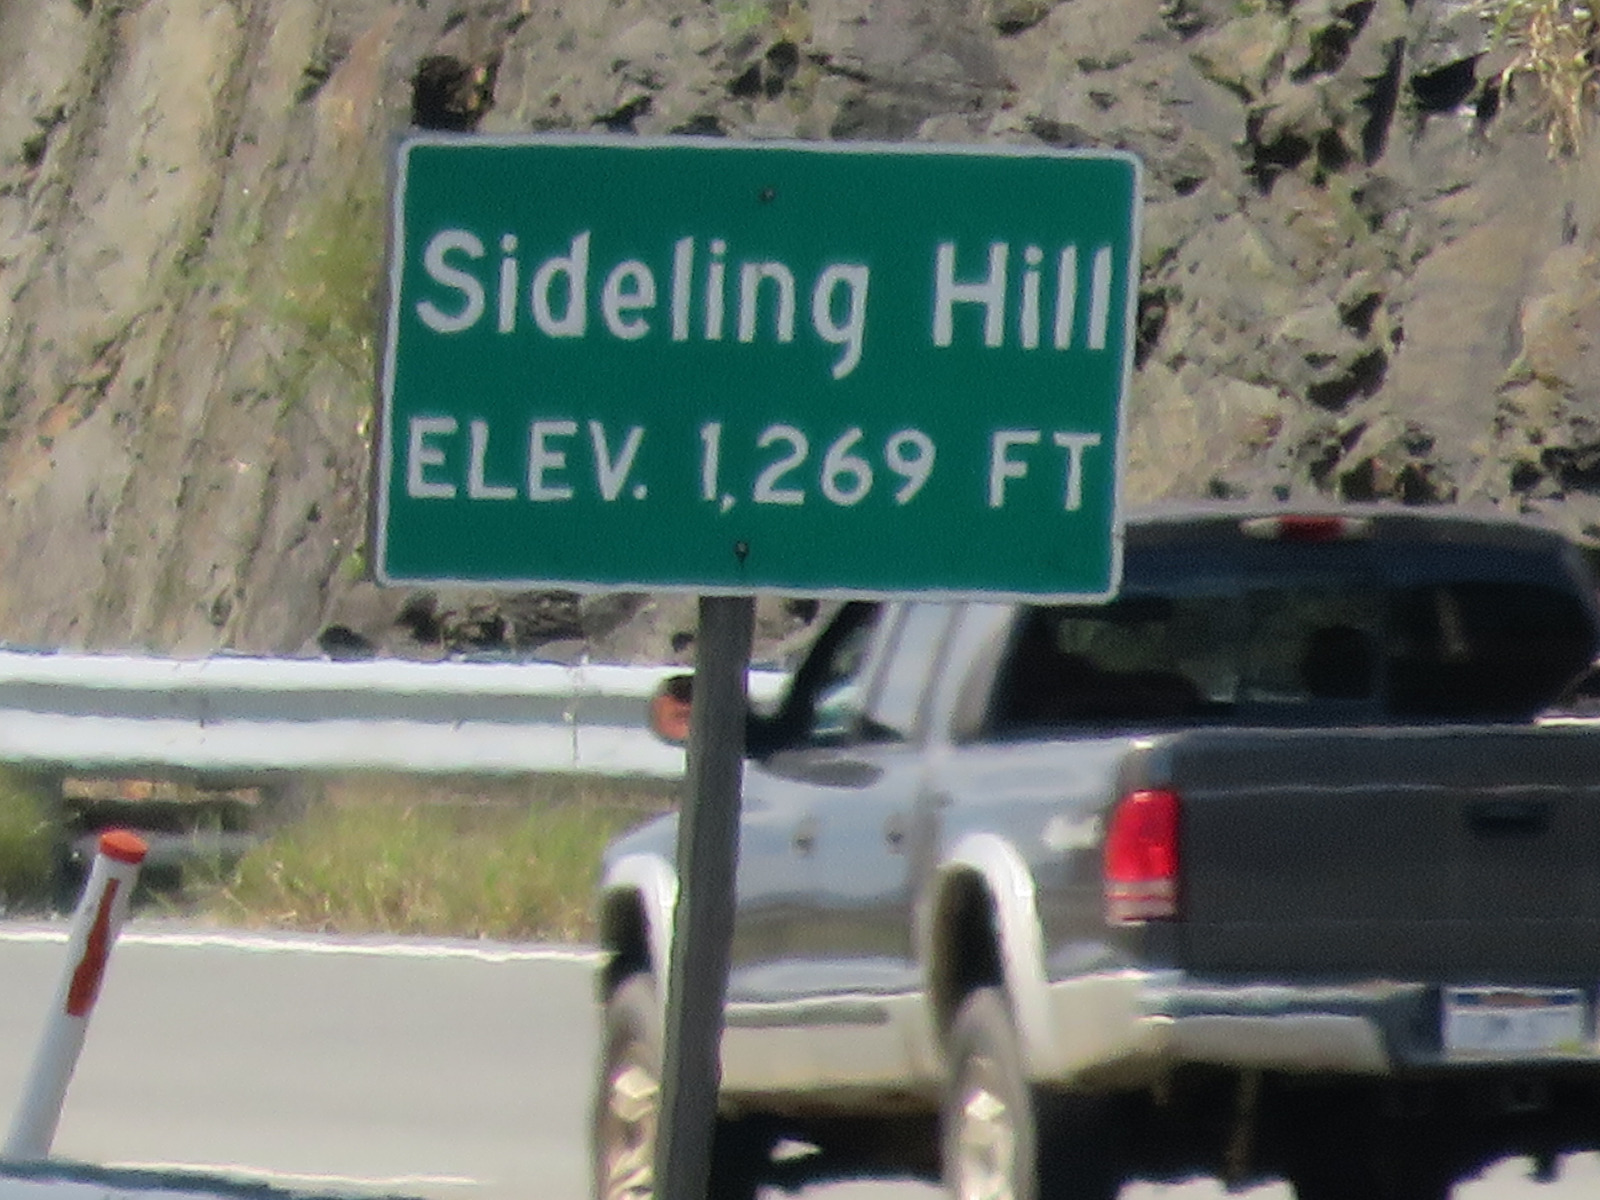 Sideling Hill
ELEV. 1,269 FT